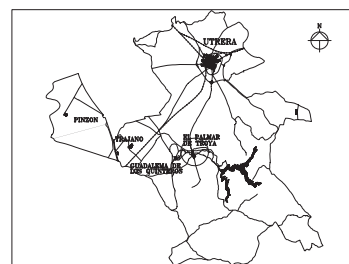 N
UTRERA
PINZON
TRAJANO
EL PALMAR
DE TROYA
GUADALEMA DE
LOS QUINTEROS